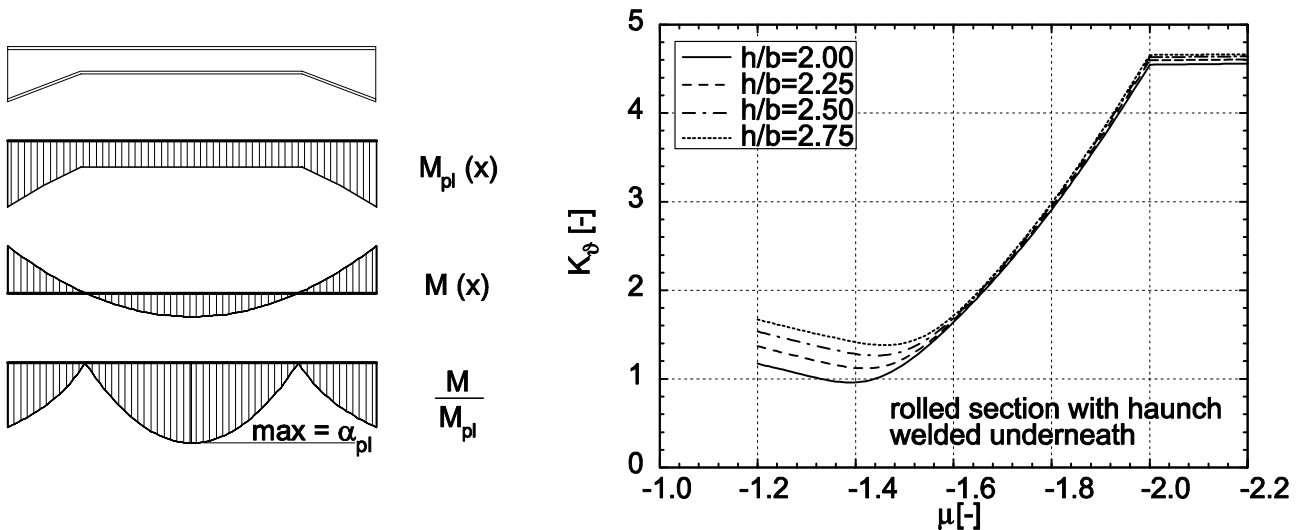 M_pl (x)
M (x)
M
M_pl
max = α_pl
K_ϑ [-]
5
4
3
2
1
0
h/b=2.00
h/b=2.25
h/b=2.50
h/b=2.75
rolled section with haunch
welded underneath
-1.0 -1.2 -1.4 -1.6 -1.8 -2.0 -2.2
μ[-]